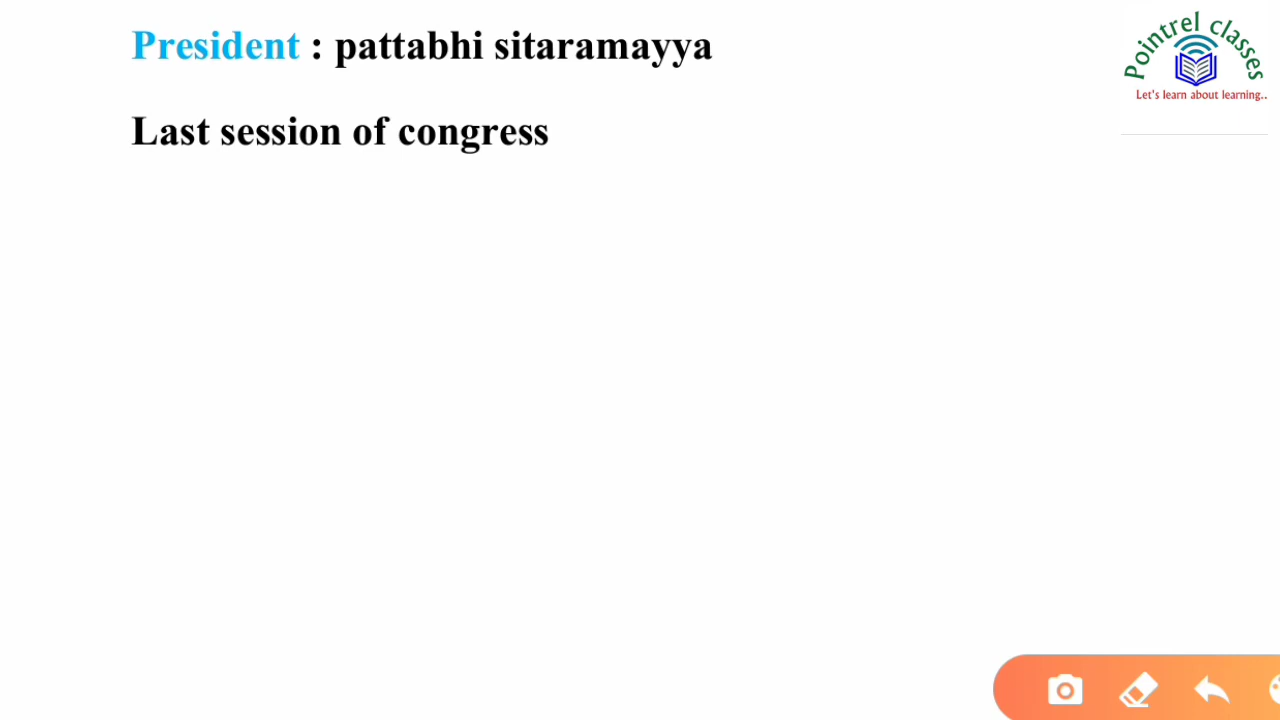 President : pattabhi sitaramayya
Last session of congress
Pointrel classes
Let's learn about learning..